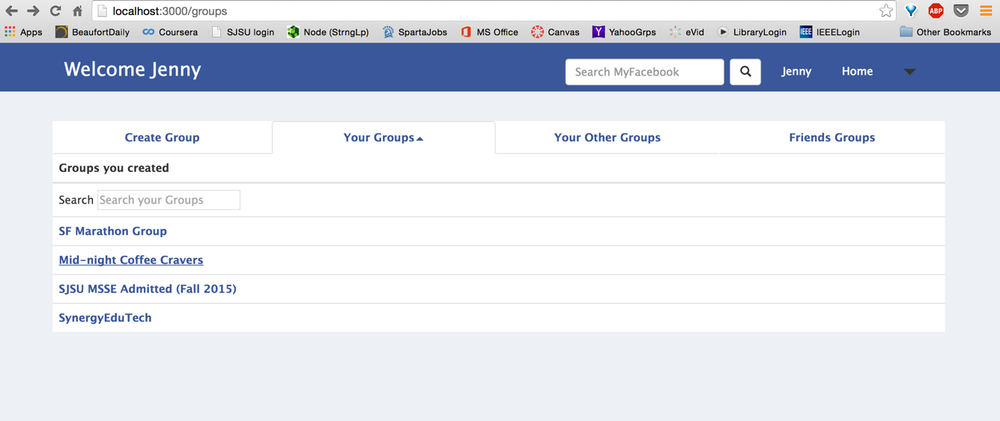 localhost:3000/groups
ABP
Apps BeaufortDaily Coursera SJSU login Node (StrngLp) SpartaJobs MS Office Canvas YahooGrps eVid LibraryLogin IEEE IEEELogin Other Bookmarks
Welcome Jenny Search MyFacebook Jenny Home
Create Group Your Groups Your Other Groups Friends Groups
Groups you created
Search Search your Groups
SF Marathon Group
Mid-night Coffee Cravers
SJSU MSSE Admitted (Fall 2015)
SynergyEduTech